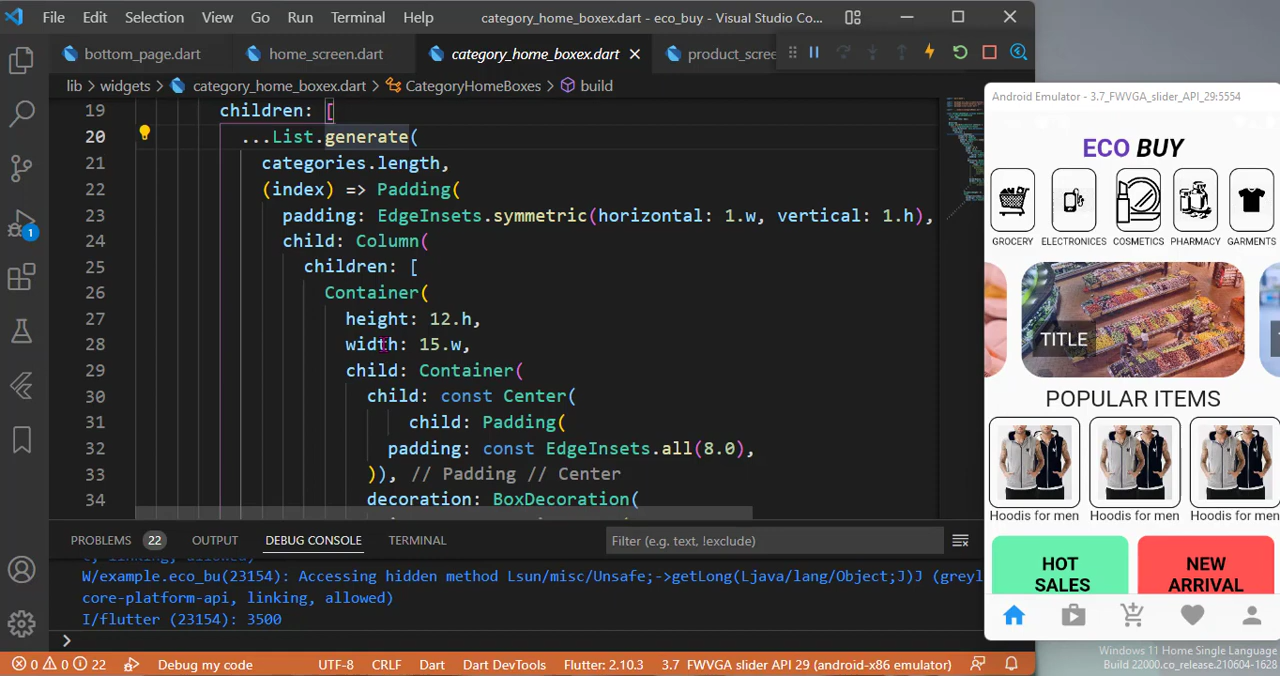 File Edit Selection View Go Run Terminal Help category_home_boxex.dart - eco_buy - Visual Studio Co...
bottom_page.dart home_screen.dart category_home_boxex.dart product_scree
lib > widgets > category_home_boxex.dart > CategoryHomeBoxes > build
19 children: [
20 ...List.generate(
21 categories.length,
22 (index) => Padding(
23 padding: EdgeInsets.symmetric(horizontal: 1.w, vertical: 1.h),
24 child: Column(
25 children: [
26 Container(
27 height: 12.h,
28 width: 15.w,
29 child: Container(
30 child: const Center(
31 child: Padding(
32 padding: const EdgeInsets.all(8.0),
33 )), // Padding // Center
34 decoration: BoxDecoration(
PROBLEMS 22 OUTPUT DEBUG CONSOLE TERMINAL Filter (e.g. text, !exclude)
W/example.eco_bu(23154): Accessing hidden method Lsun/misc/Unsafe;->getLong(Ljava/lang/Object;J)J (greyl
core-platform-api, linking, allowed)
I/flutter (23154): 3500
>
0 0 22 Debug my code UTF-8 CRLF Dart Dart DevTools Flutter: 2.10.3 3.7 FWVGA slider API 29 (android-x86 emulator)
1
Android Emulator - 3.7_FWVGA_slider_API_29:5554
ECO BUY
GROCERY ELECTRONICES COSMETICS PHARMACY GARMENTS
TITLE
POPULAR ITEMS
Hoodis for men Hoodis for men Hoodis for men
HOT SALES
NEW ARRIVAL
Windows 11 Home Single Language
Build 22000.co_release.210604-1628